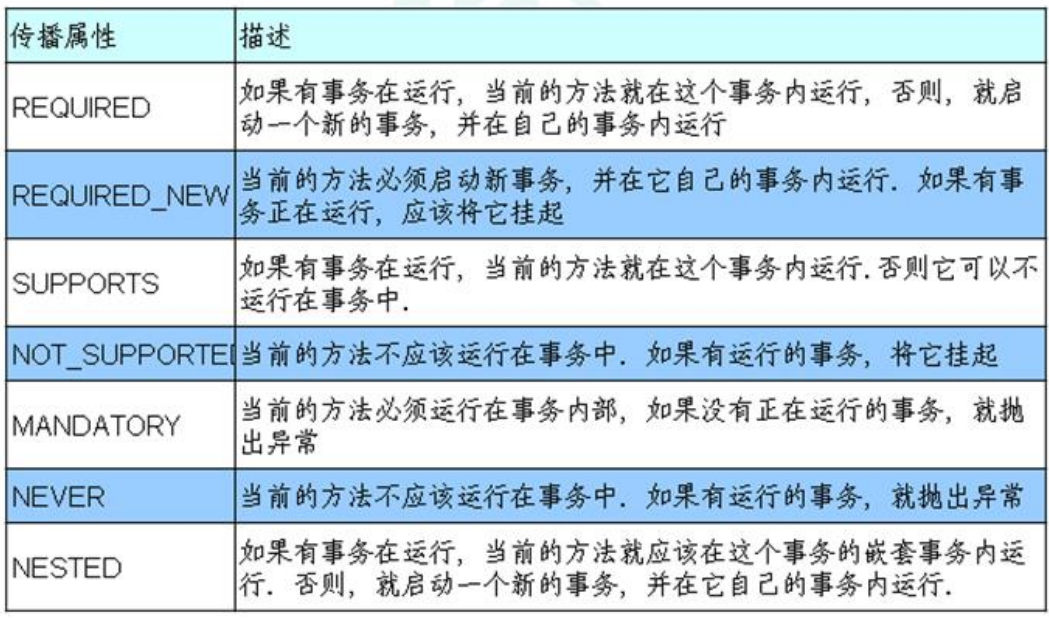 传播属性 描述
REQUIRED
如果有事务在运行, 当前的方法就在这个事务内运行, 否则, 就启
动一个新的事务, 并在自己的事务内运行
REQUIRED_NEW
当前的方法必须启动新事务, 并在它自己的事务内运行. 如果有事
务正在运行, 应该将它挂起
SUPPORTS
如果有事务在运行, 当前的方法就在这个事务内运行. 否则它可以不
运行在事务中.
NOT_SUPPORTE 当前的方法不应该运行在事务中. 如果有运行的事务, 将它挂起
MANDATORY
当前的方法必须运行在事务内部, 如果没有正在运行的事务, 就抛
出异常
NEVER 当前的方法不应该运行在事务中. 如果有运行的事务, 就抛出异常
NESTED
如果有事务在运行, 当前的方法就应该在这个事务的嵌套事务内运
行. 否则, 就启动一个新的事务, 并在它自己的事务内运行.